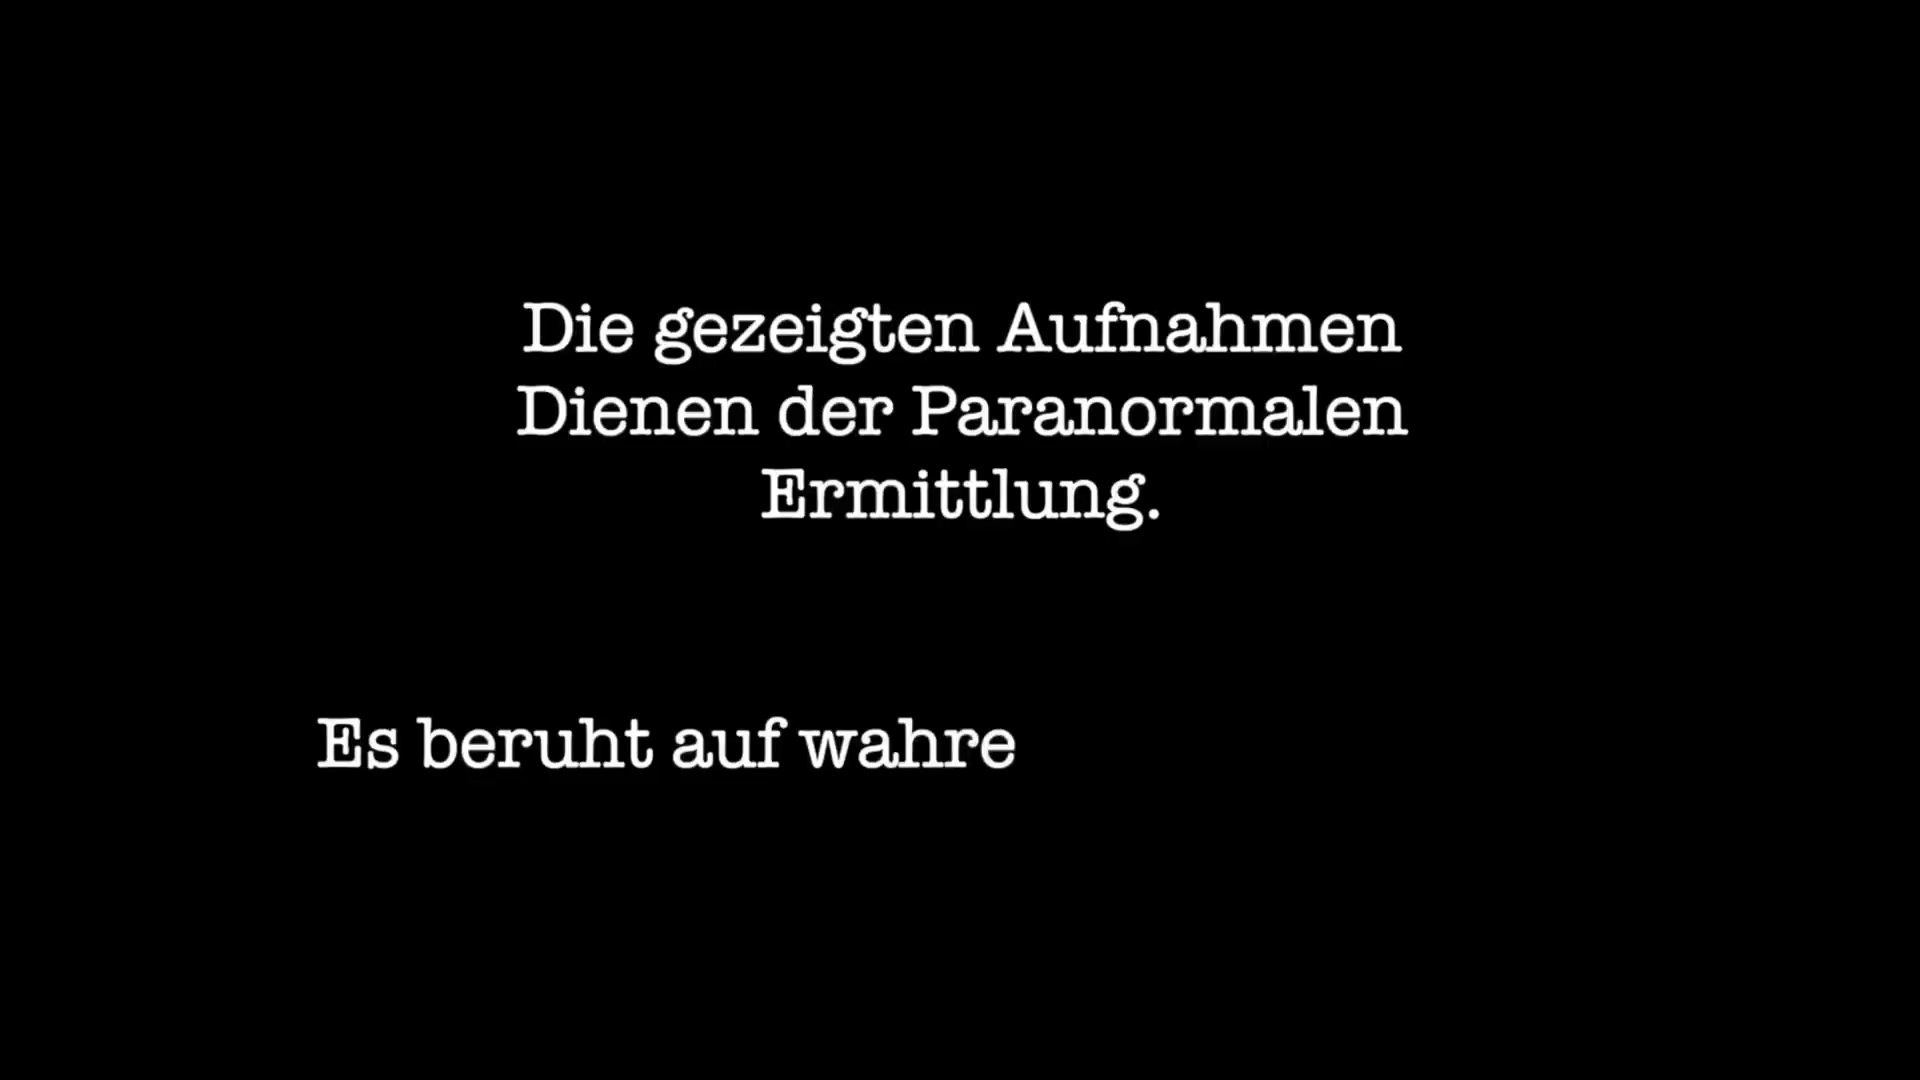 Die gezeigten Aufnahmen
Dienen der Paranormalen
Ermittlung.
Es beruht auf wahre